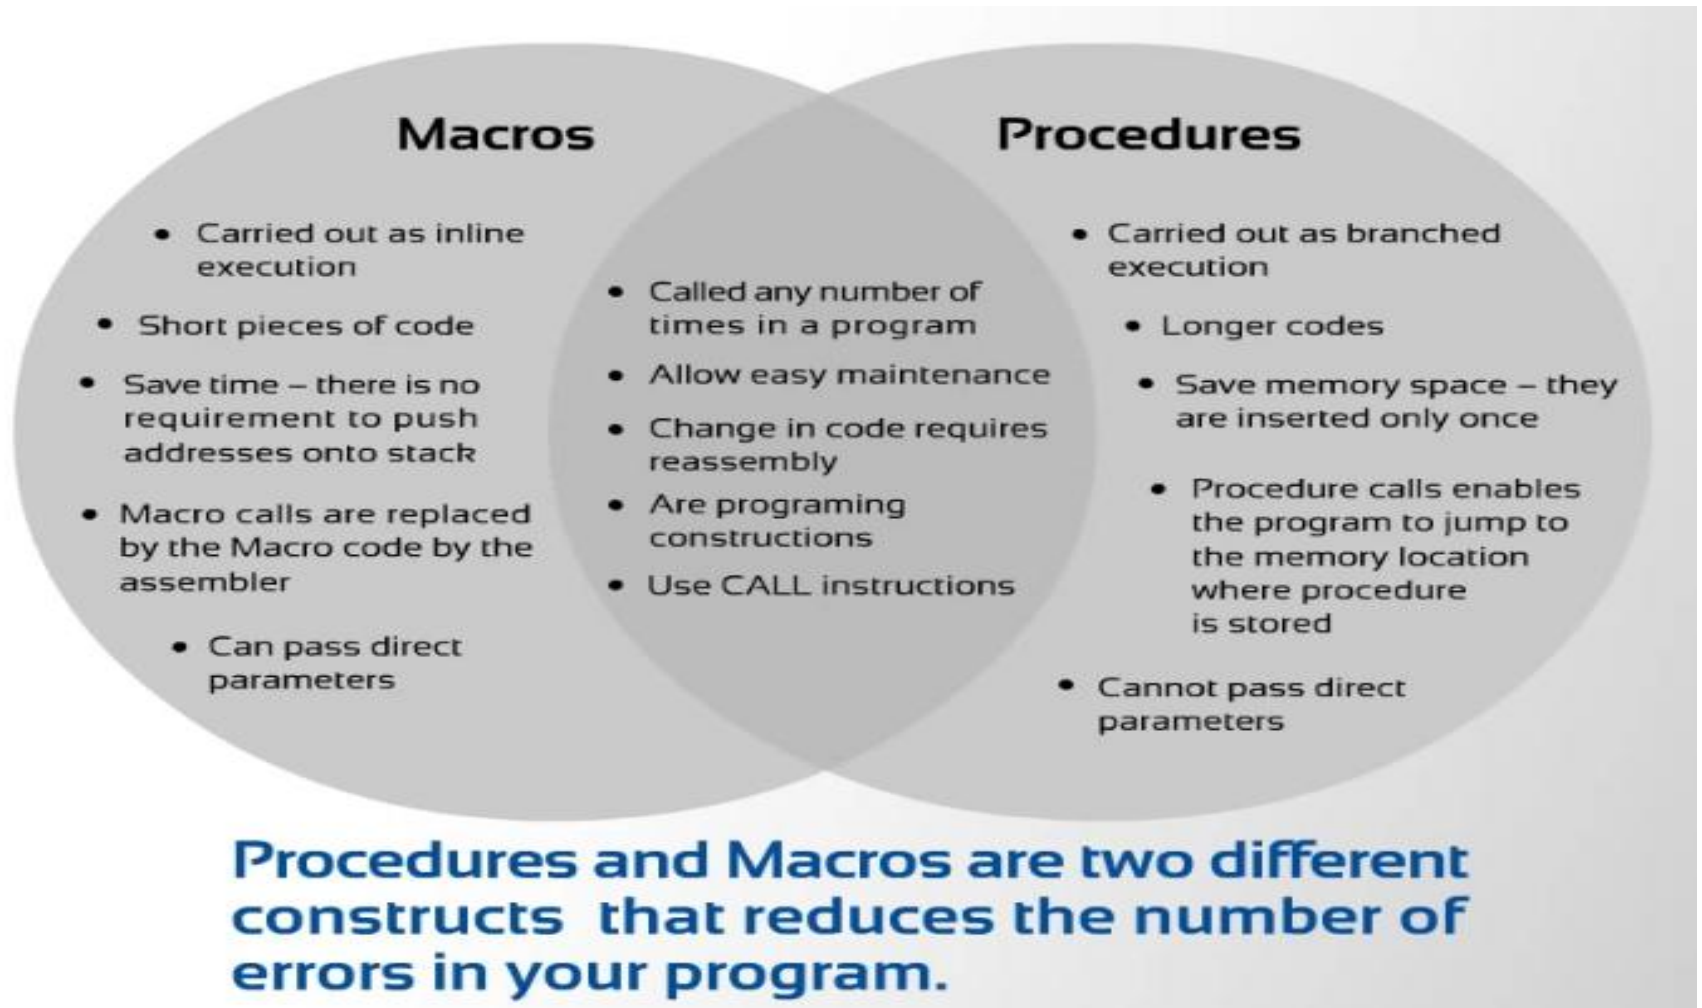 Macros
• Carried out as inline
execution
• Short pieces of code
• Save time – there is no
requirement to push
addresses onto stack
• Macro calls are replaced
by the Macro code by the
assembler
• Can pass direct
parameters
• Called any number of
times in a program
• Allow easy maintenance
• Change in code requires
reassembly
• Are programing
constructions
• Use CALL instructions
Procedures
• Carried out as branched
execution
• Longer codes
• Save memory space – they
are inserted only once
• Procedure calls enables
the program to jump to
the memory location
where procedure
is stored
• Cannot pass direct
parameters
Procedures and Macros are two different
constructs that reduces the number of
errors in your program.